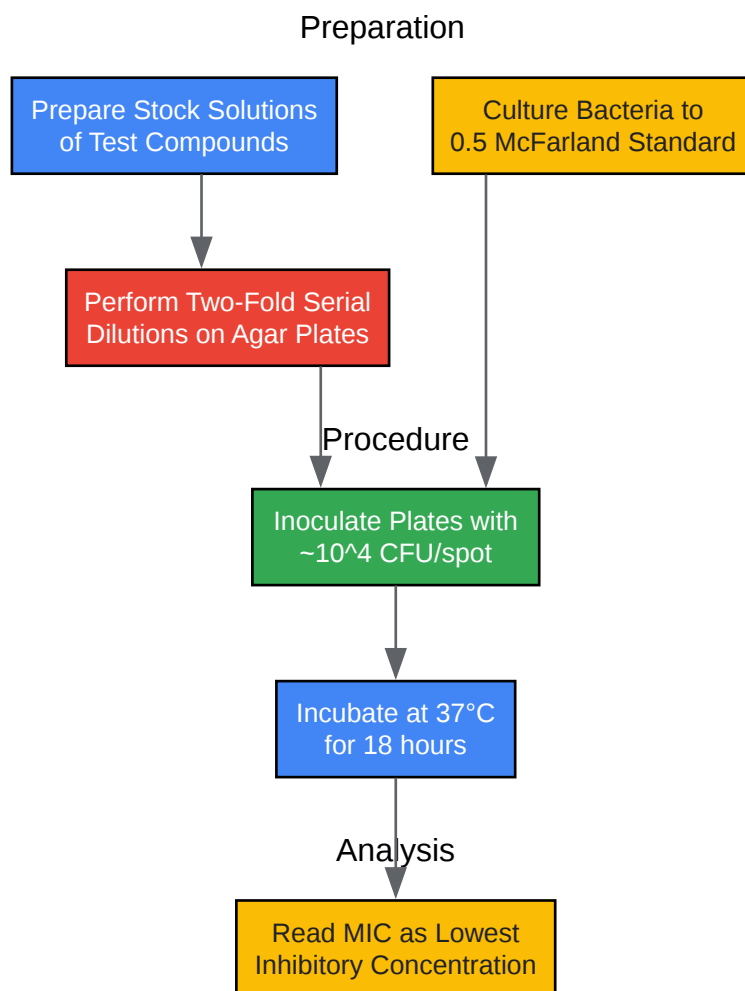 Preparation
Prepare Stock Solutions
of Test Compounds
Culture Bacteria to
0.5 McFarland Standard
Perform Two-Fold Serial
Dilutions on Agar Plates
Procedure
Inoculate Plates with
~10^4 CFU/spot
Incubate at 37°C
for 18 hours
Analysis
Read MIC as Lowest
Inhibitory Concentration